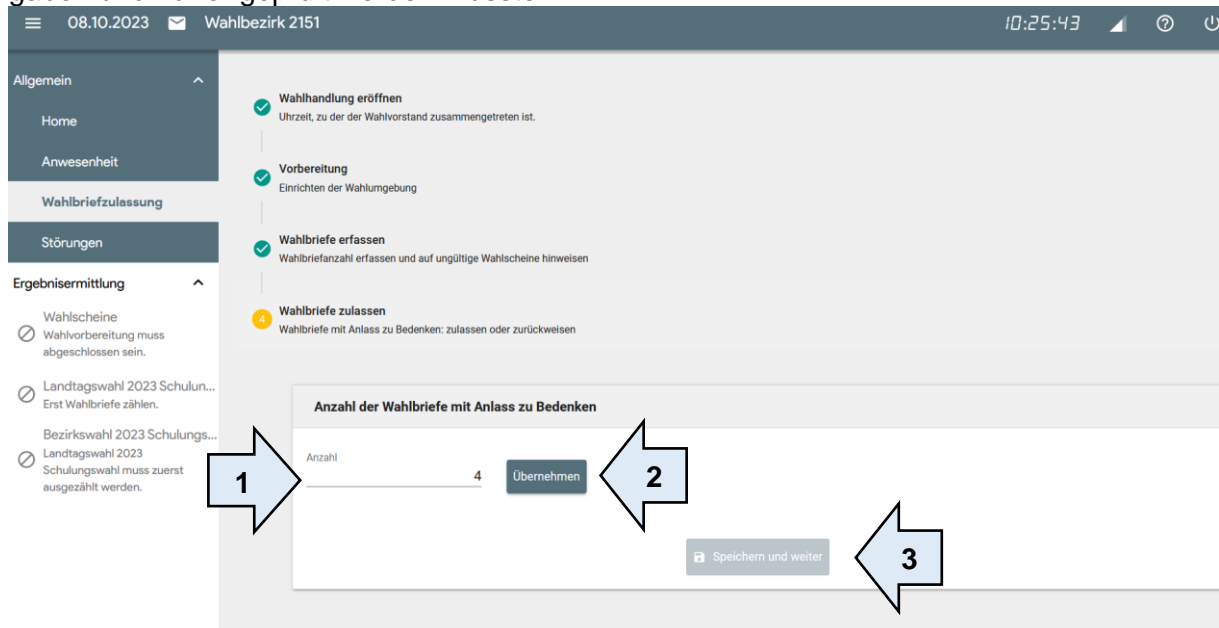 08.10.2023 Wahlbezirk 2151 10:25:43
Allgemein
Home
Anwesenheit
Wahlbriefzulassung
Störungen
Ergebnisermittlung
Wahlscheine
Wahlvorbereitung muss
abgeschlossen sein.
Landtagswahl 2023 Schulun...
Erst Wahlbriefe zählen.
Bezirkswahl 2023 Schulungs...
Landtagswahl 2023
Schulungswahl muss zuerst
ausgezählt werden.
Wahlhandlung eröffnen
Uhrzeit, zu der der Wahlvorstand zusammengetreten ist.
Vorbereitung
Einrichten der Wahlumgebung
Wahlbriefe erfassen
Wahlbriefanzahl erfassen und auf ungültige Wahlscheine hinweisen
4 Wahlbriefe zulassen
Wahlbriefe mit Anlass zu Bedenken: zulassen oder zurückweisen
Anzahl der Wahlbriefe mit Anlass zu Bedenken
1
Anzahl
4
Übernehmen
2
Speichern und weiter
3